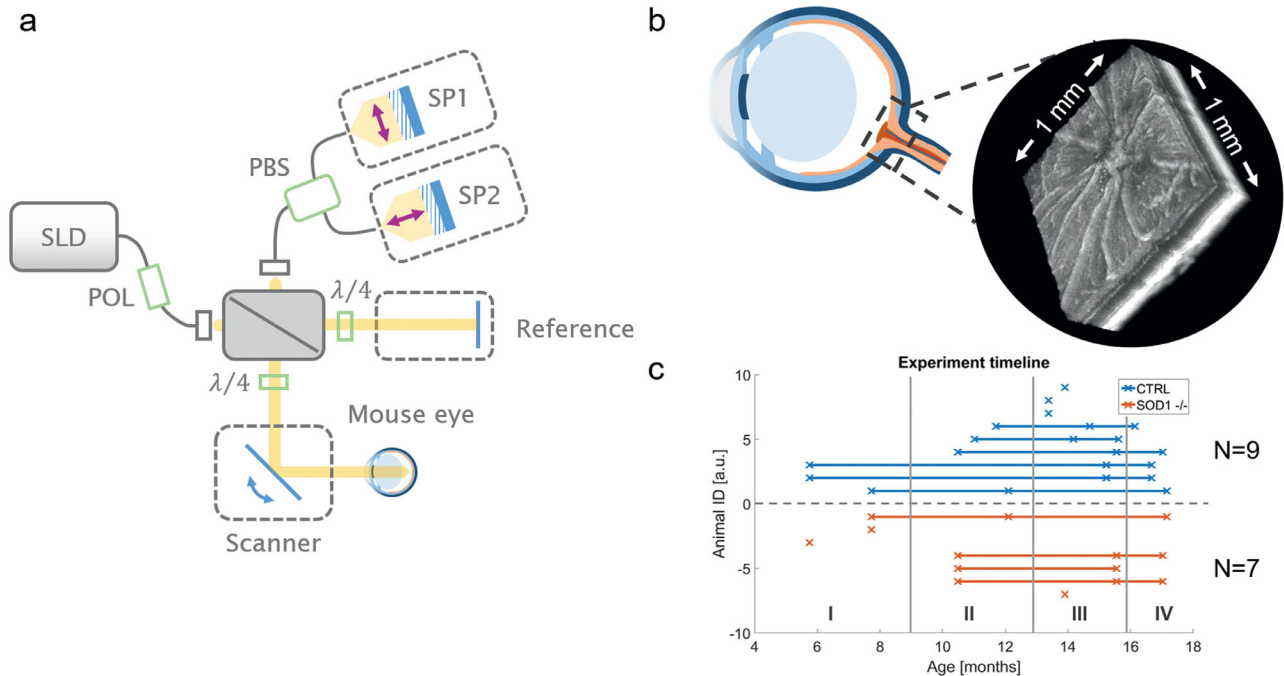 a
SP1
PBS
SP2
SLD
POL
λ/4
Reference
λ/4
Mouse eye
Scanner
b
1 mm
1 mm
c
Experiment timeline
CTRL
SOD1 -/-
10
5
0
-5
-10
Animal ID [a.u.]
N=9
N=7
I
II
III
IV
4
6
8
10
12
14
16
18
Age [months]